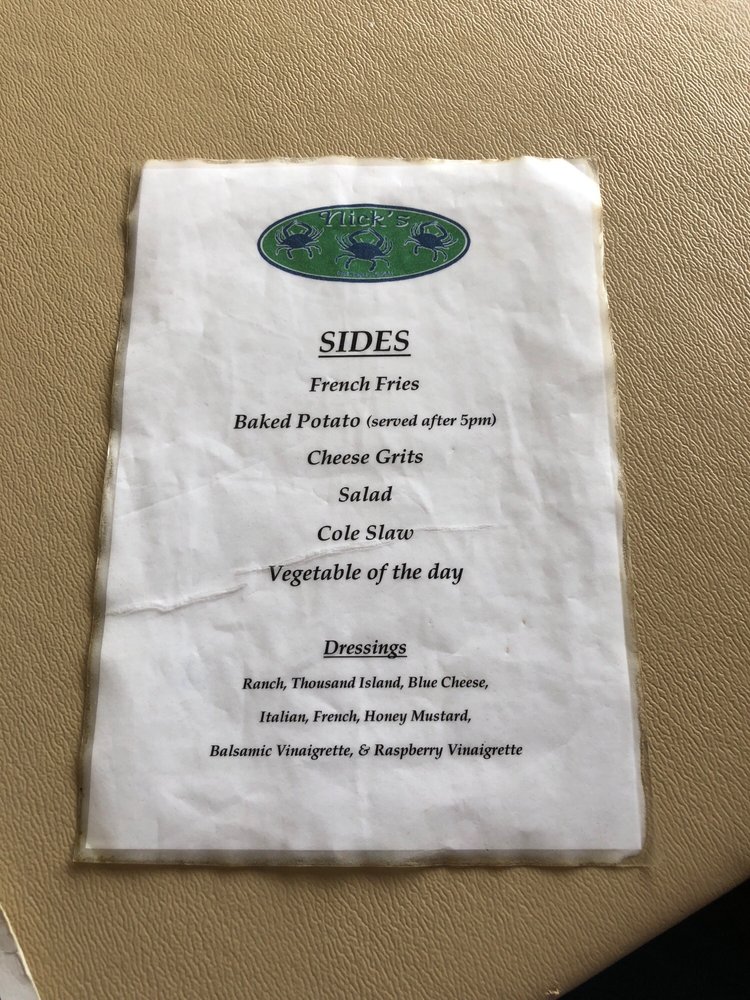 Nick's
SIDES
French Fries
Baked Potato (served after 5pm)
Cheese Grits
Salad
Cole Slaw
Vegetable of the day
Dressings
Ranch, Thousand Island, Blue Cheese,
Italian, French, Honey Mustard,
Balsamic Vinaigrette, & Raspberry Vinaigrette